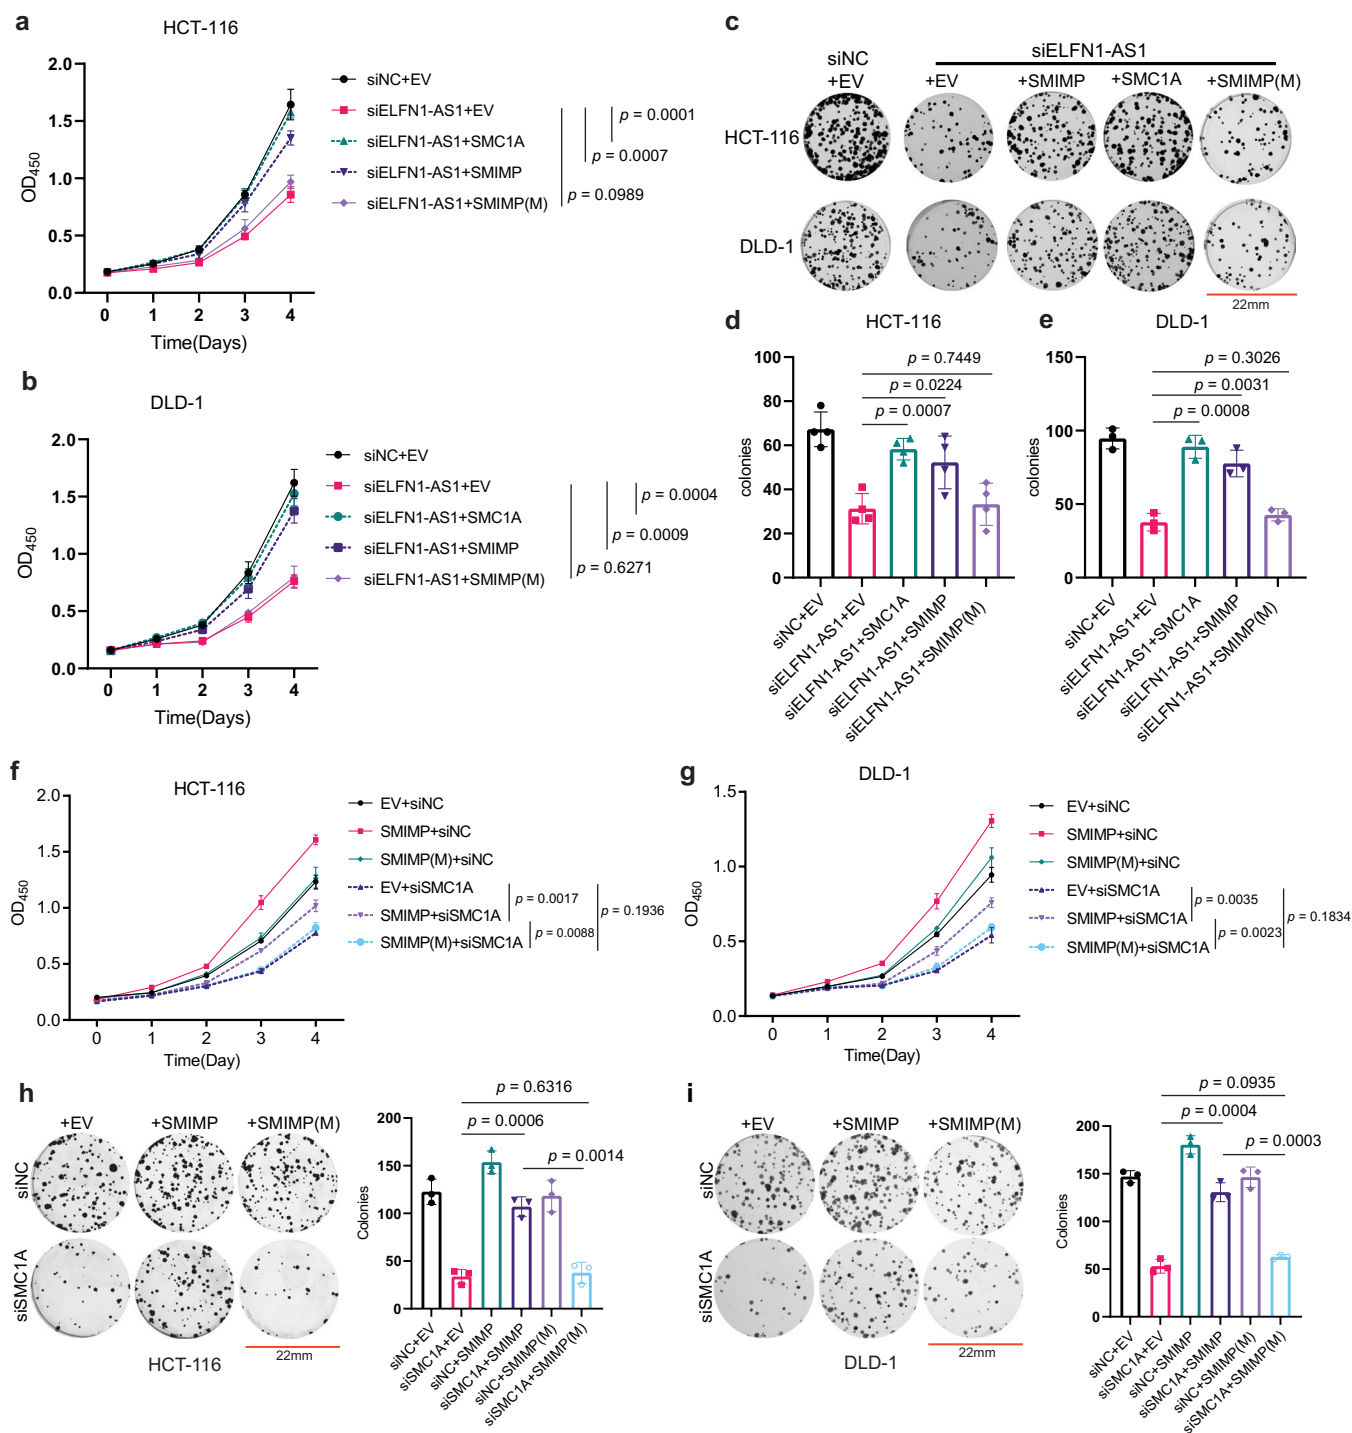 a
HCT-116
2.0
1.5
1.0
0.5
0.0
OD450
0 1 2 3 4
Time(Days)
siNC+EV
siELFN1-AS1+EV
siELFN1-AS1+SMC1A
siELFN1-AS1+SMIMP
siELFN1-AS1+SMIMP(M)
p = 0.0001
p = 0.0007
p = 0.0989
b
DLD-1
2.0
1.5
1.0
0.5
0.0
OD450
0 1 2 3 4
Time(Days)
siNC+EV
siELFN1-AS1+EV
siELFN1-AS1+SMC1A
siELFN1-AS1+SMIMP
siELFN1-AS1+SMIMP(M)
p = 0.0004
p = 0.0009
p = 0.6271
c
siELFN1-AS1
siNC
+EV +EV +SMIMP +SMC1A +SMIMP(M)
HCT-116
DLD-1
22mm
d
HCT-116
100
80
60
40
20
0
colonies
p = 0.7449
p = 0.0224
p = 0.0007
siNC+EV
siELFN1-AS1+EV
siELFN1-AS1+SMC1A
siELFN1-AS1+SMIMP
siELFN1-AS1+SMIMP(M)
e
DLD-1
150
100
50
0
colonies
p = 0.3026
p = 0.0031
p = 0.0008
siNC+EV
siELFN1-AS1+EV
siELFN1-AS1+SMC1A
siELFN1-AS1+SMIMP
siELFN1-AS1+SMIMP(M)
f
HCT-116
2.0
1.5
1.0
0.5
0.0
OD450
0 1 2 3 4
Time(Day)
EV+siNC
SMIMP+siNC
SMIMP(M)+siNC
EV+siSMC1A
SMIMP+siSMC1A
SMIMP(M)+siSMC1A
p = 0.0017
p = 0.0088
p = 0.1936
g
DLD-1
1.5
1.0
0.5
0.0
OD450
0 1 2 3 4
Time(Day)
EV+siNC
SMIMP+siNC
SMIMP(M)+siNC
EV+siSMC1A
SMIMP+siSMC1A
SMIMP(M)+siSMC1A
p = 0.0035
p = 0.0023
p = 0.1834
h
+EV +SMIMP +SMIMP(M)
siNC
siSMC1A
22mm
HCT-116
200
150
100
50
0
Colonies
p = 0.6316
p = 0.0006
p = 0.0014
siNC+EV
siSMC1A+EV
siNC+SMIMP
siSMC1A+SMIMP
siNC+SMIMP(M)
siSMC1A+SMIMP(M)
i
+EV +SMIMP +SMIMP(M)
siNC
siSMC1A
22mm
DLD-1
200
150
100
50
0
Colonies
p = 0.0935
p = 0.0004
p = 0.0003
siNC+EV
siSMC1A+EV
siNC+SMIMP
siSMC1A+SMIMP
siNC+SMIMP(M)
siSMC1A+SMIMP(M)